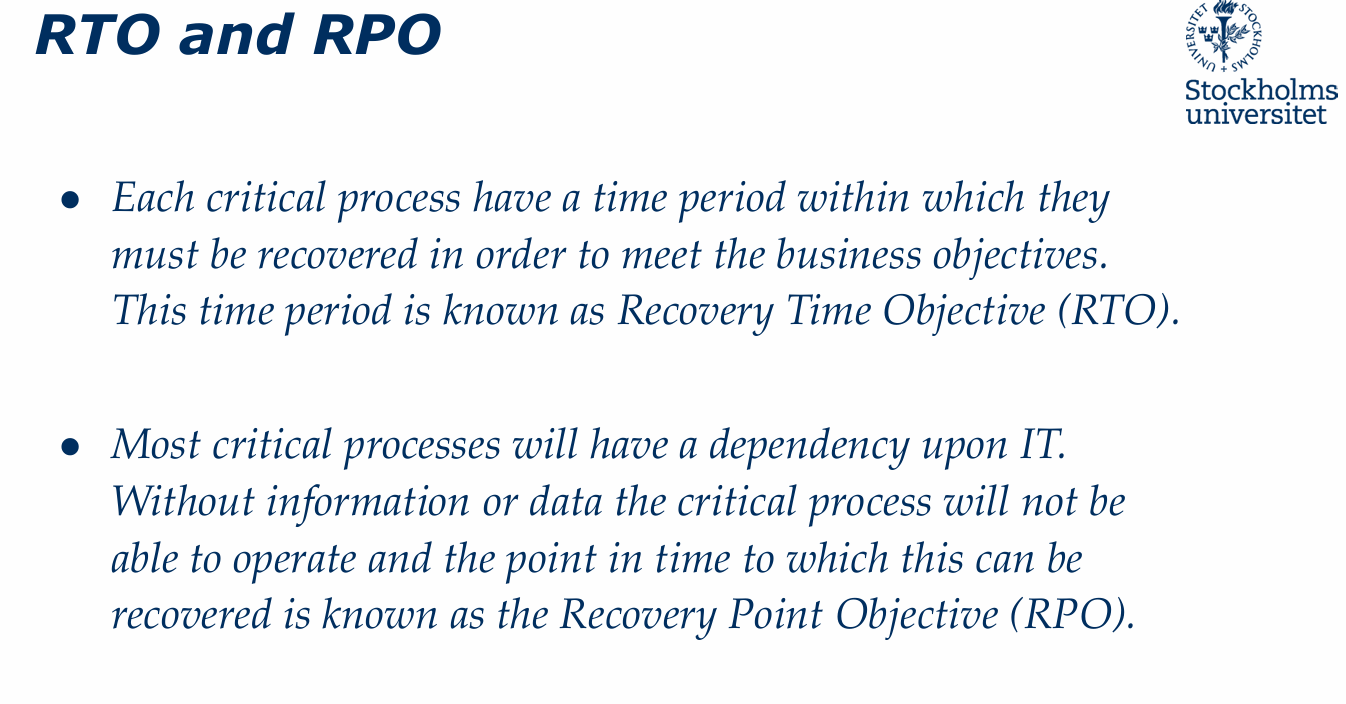 RTO and RPO
STOCKHOLMS UNIVERSITET
Stockholms
universitet
● Each critical process have a time period within which they
must be recovered in order to meet the business objectives.
This time period is known as Recovery Time Objective (RTO).
● Most critical processes will have a dependency upon IT.
Without information or data the critical process will not be
able to operate and the point in time to which this can be
recovered is known as the Recovery Point Objective (RPO).